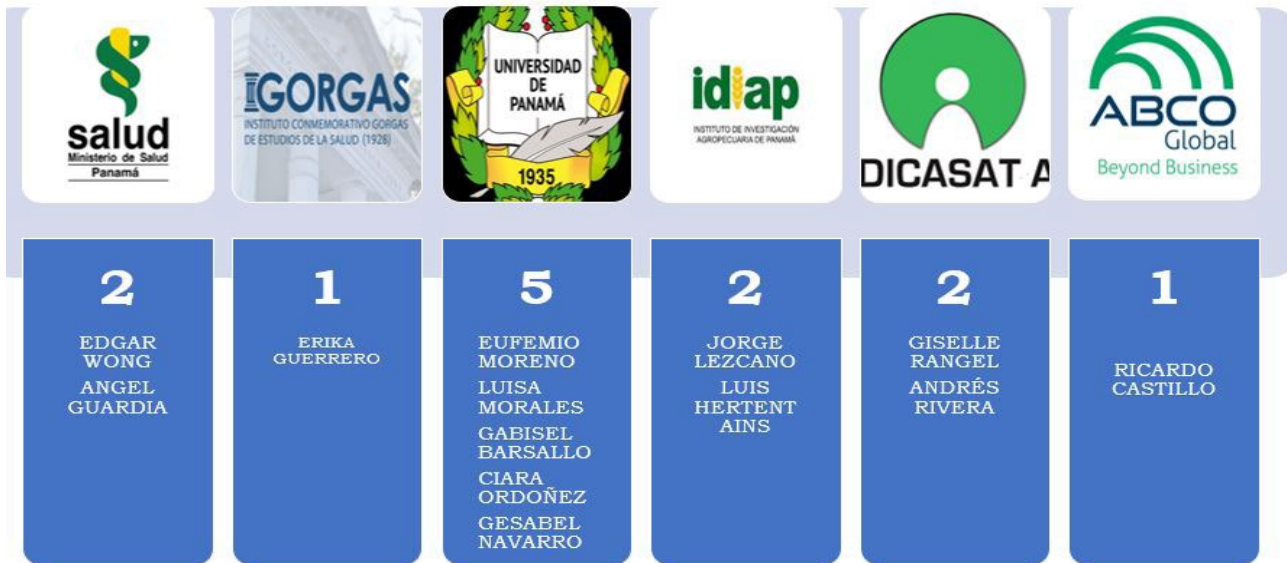 salud
Ministerio de Salud
Panamá
IGORGAS
INSTITUTO CONMEMORATIVO GORGAS
DE ESTUDIOS DE LA SALUD (1928)
UNIVERSIDAD
DE
PANAMÁ
1935
idiap
INSTITUTO DE INVESTIGACIÓN
AGROPECUARIA DE PANAMÁ
DICASAT A
ABCO
Global
Beyond Business
2
EDGAR
WONG
ANGEL
GUARDIA
1
ERIKA
GUERRERO
5
EUFEMIO
MORENO
LUISA
MORALES
GABISEL
BARSALLO
CIARA
ORDOÑEZ
GESABEL
NAVARRO
2
JORGE
LEZCANO
LUIS
HERTENT
AINS
2
GISELLE
RANGEL
ANDRÉS
RIVERA
1
RICARDO
CASTILLO